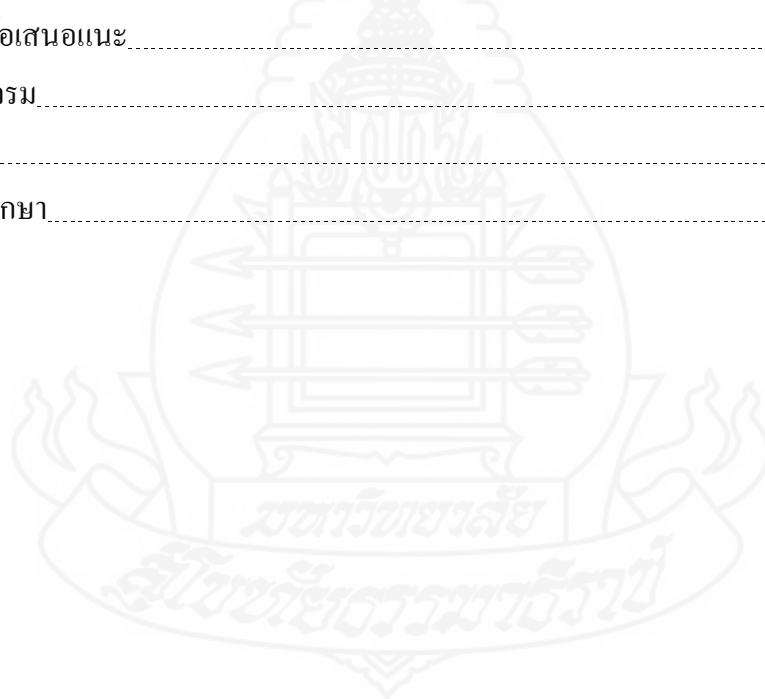 อเสนอแนะ
รม
กษา
มหาวิทยาลัย
สุโขทัยธรรมาธิราช